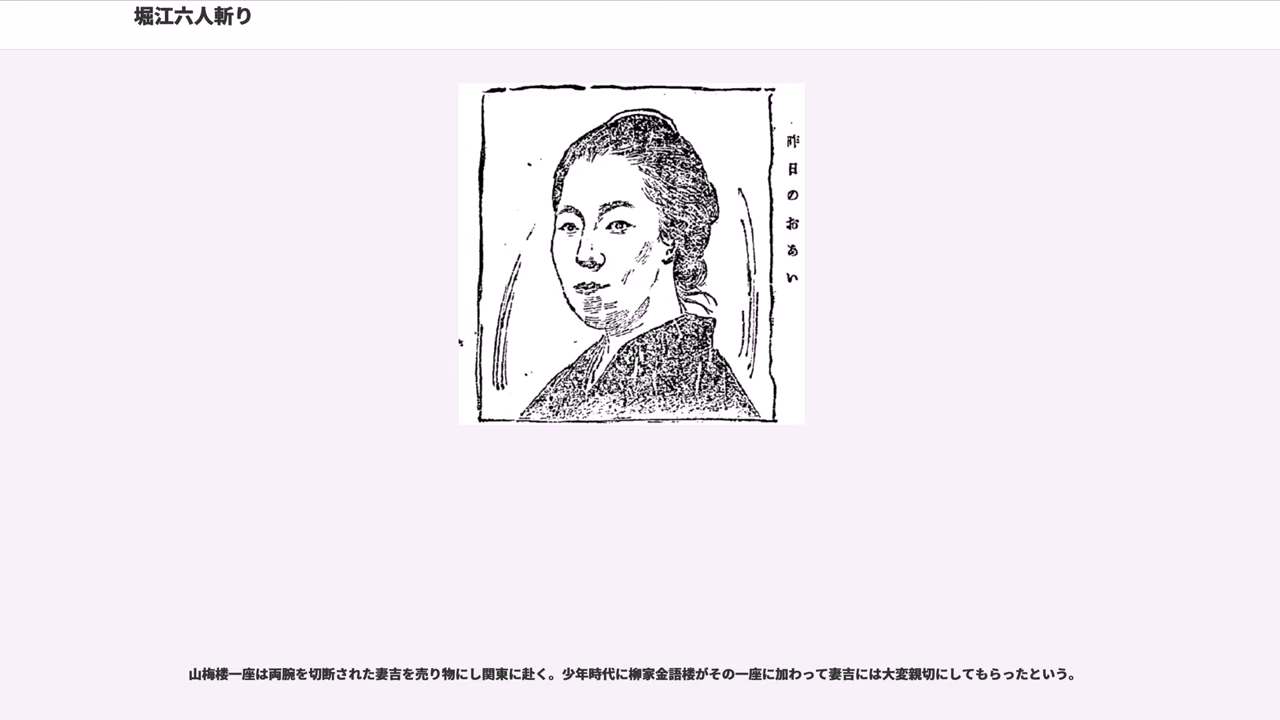 堀江六人斬り
昨日のおあい
山梅楼一座は両腕を切断された妻吉を売り物にし関東に赴く。少年時代に柳家金語楼がその一座に加わって妻吉には大変親切にしてもらったという。